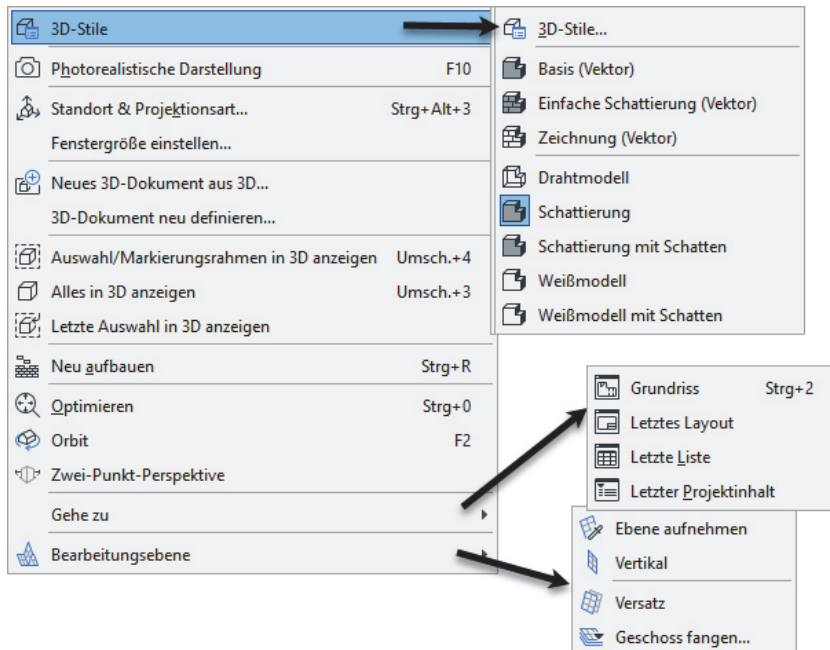 3D-Stile
Photorealistische Darstellung F10
Standort & Projektionsart... Strg+Alt+3
Fenstergröße einstellen...
Neues 3D-Dokument aus 3D...
3D-Dokument neu definieren...
Auswahl/Markierungsrahmen in 3D anzeigen Umsch.+4
Alles in 3D anzeigen Umsch.+3
Letzte Auswahl in 3D anzeigen
Neu aufbauen Strg+R
Optimieren Strg+0
Orbit F2
Zwei-Punkt-Perspektive
Gehe zu
Bearbeitungsebene
3D-Stile...
Basis (Vektor)
Einfache Schattierung (Vektor)
Zeichnung (Vektor)
Drahtmodell
Schattierung
Schattierung mit Schatten
Weißmodell
Weißmodell mit Schatten
Grundriss Strg+2
Letztes Layout
Letzte Liste
Letzter Projektinhalt
Ebene aufnehmen
Vertikal
Versatz
Geschoss fangen...